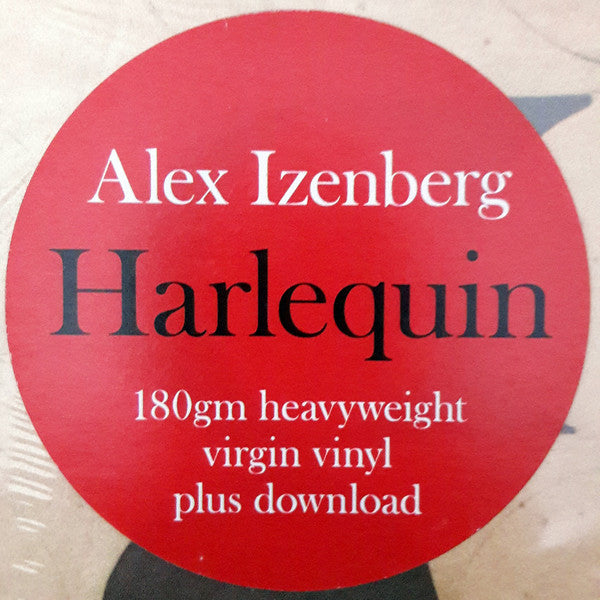 Alex Izenberg
Harlequin
180gm heavyweight
virgin vinyl
plus download